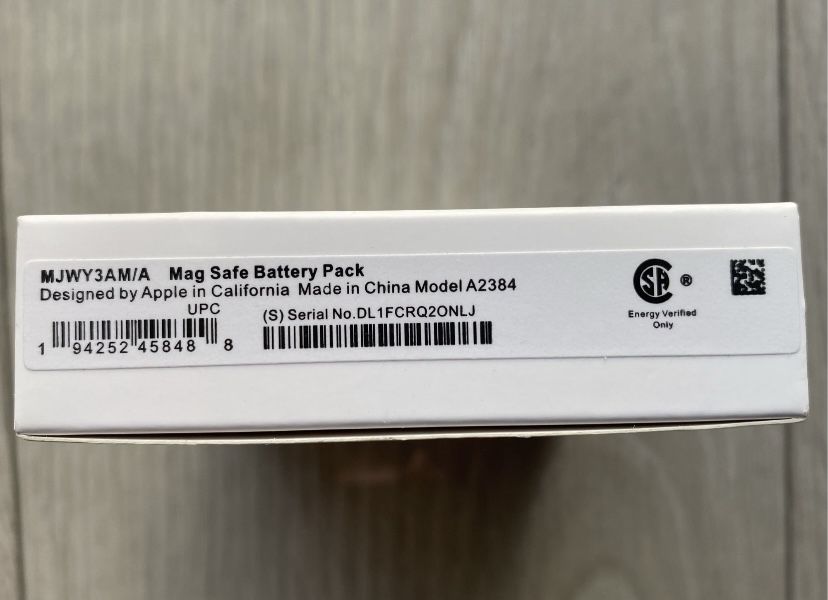 MJWY3AM/A Mag Safe Battery Pack
Designed by Apple in California Made in China Model A2384
UPC
1 94252 45848 8
(S) Serial No.DL1FCRQ2ONLJ
CSA ®
Energy Verified
Only